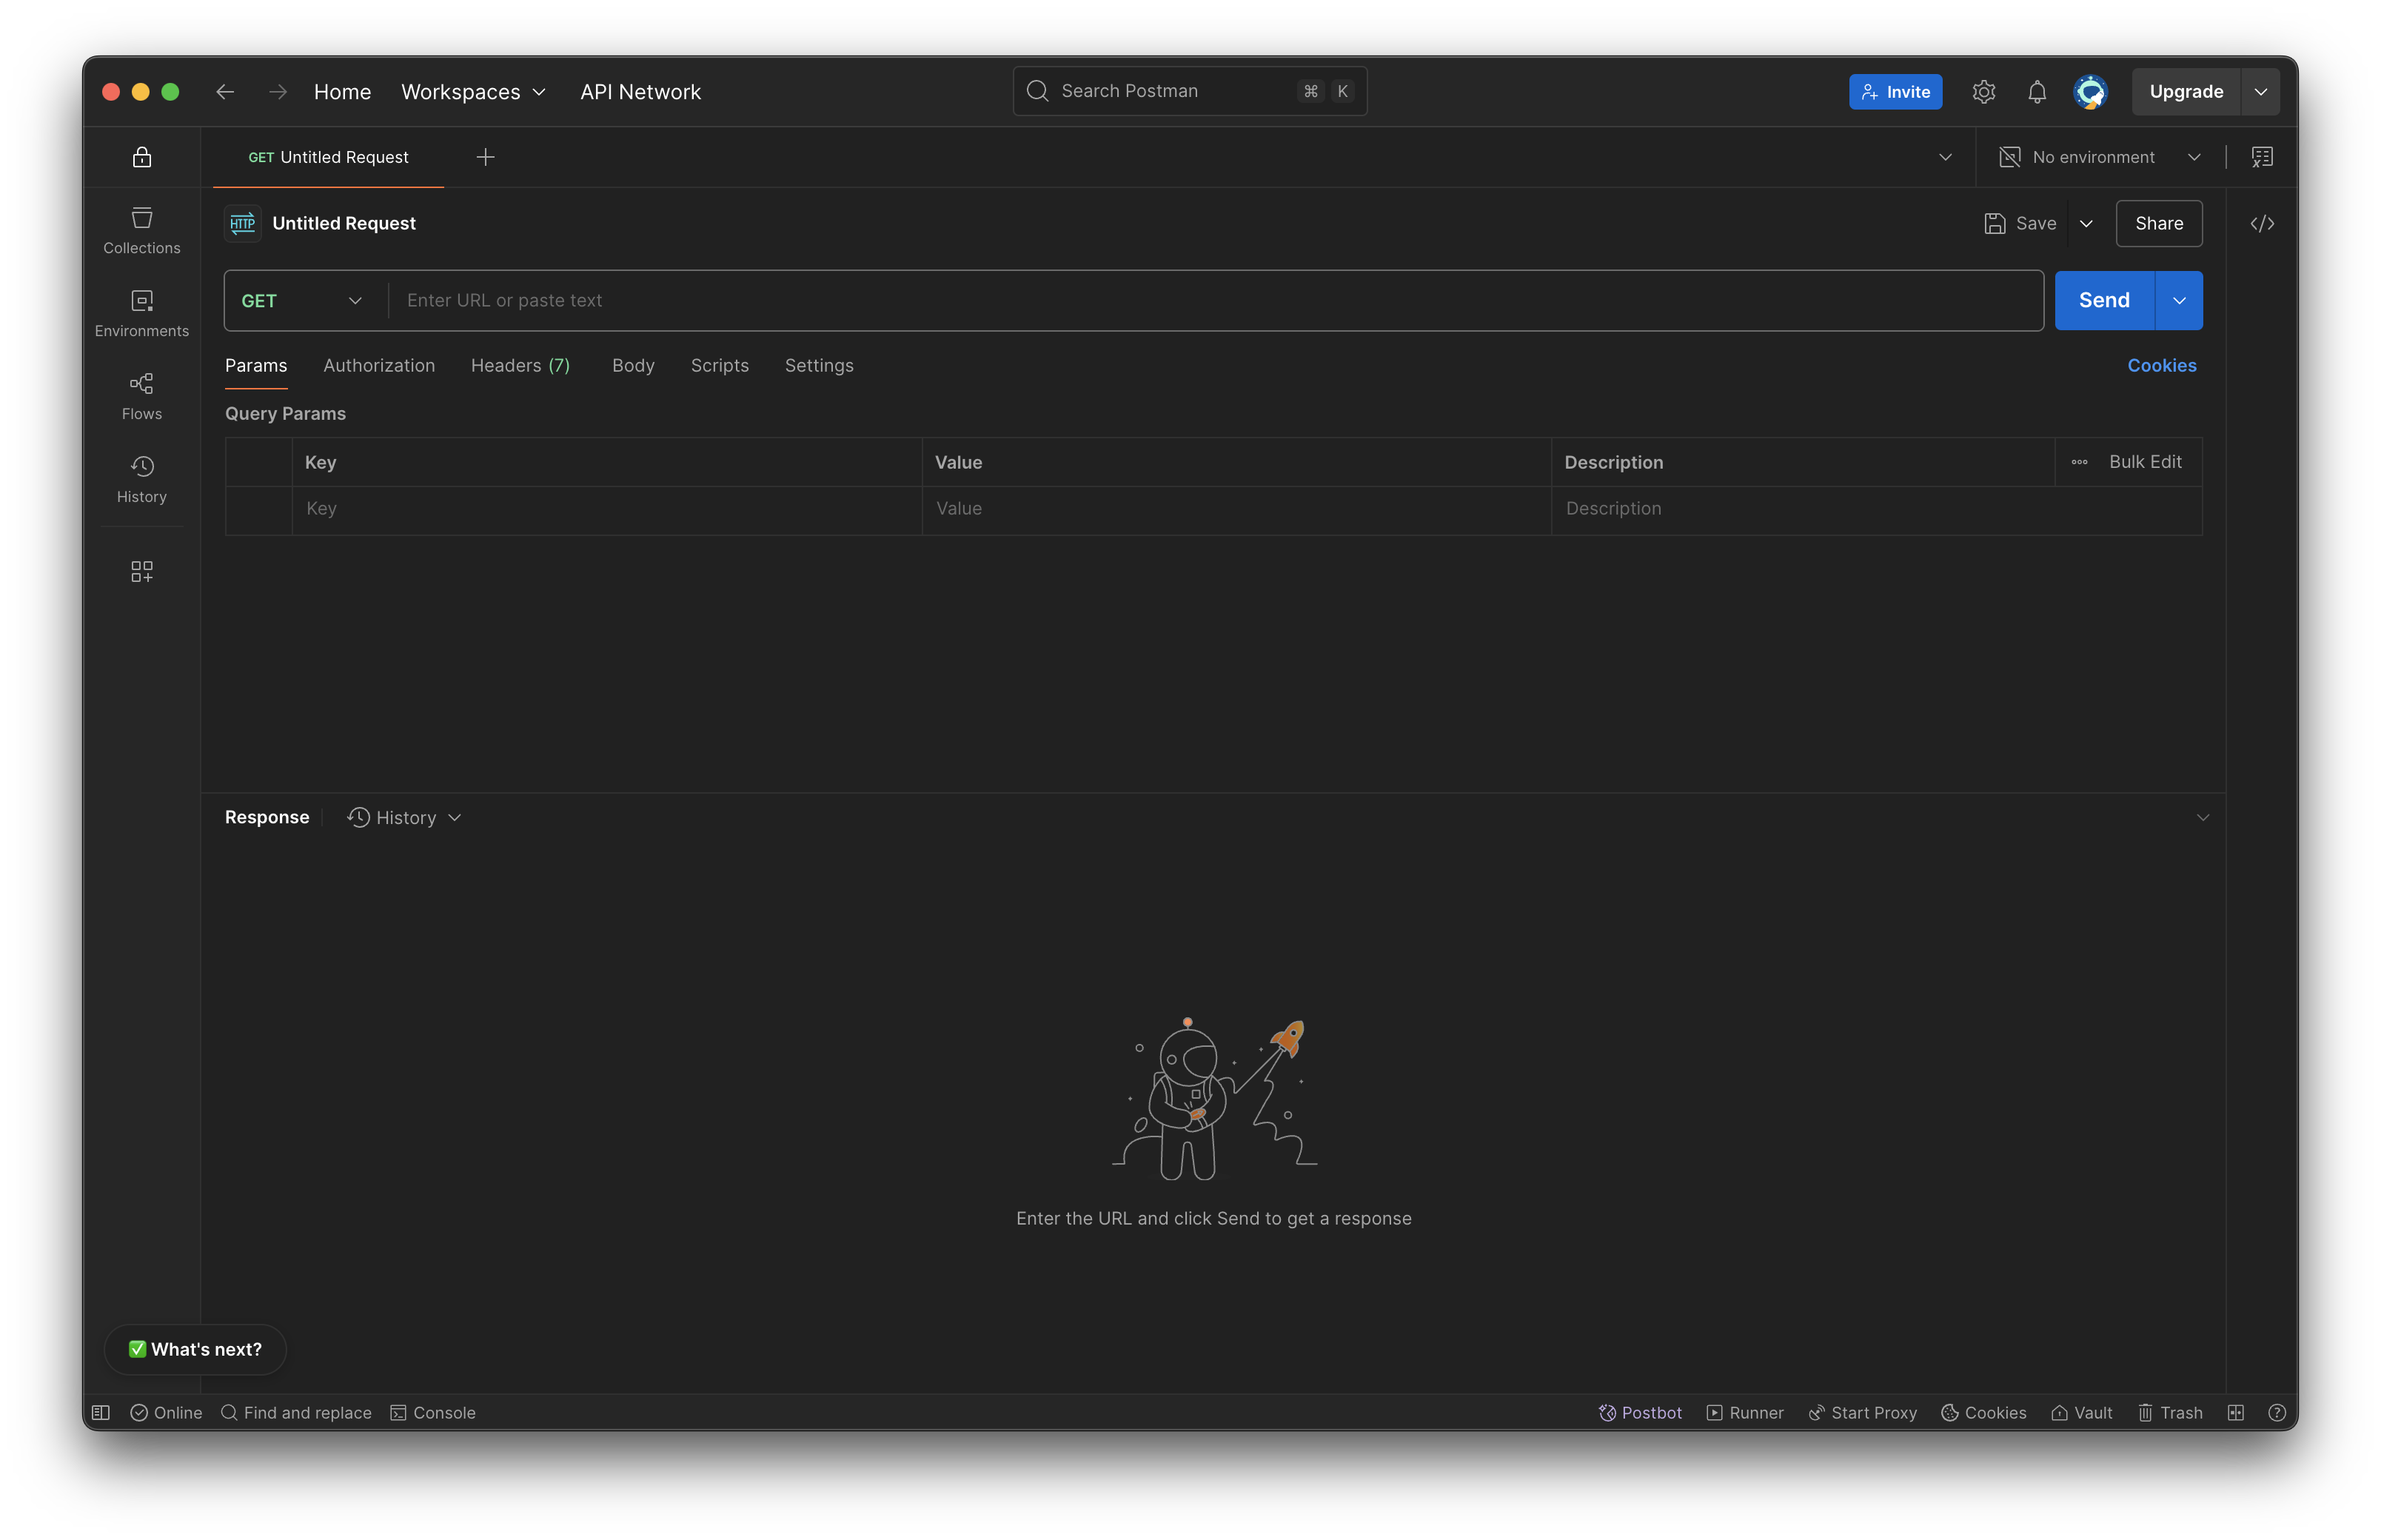 Home Workspaces API Network Search Postman ⌘ K Invite Upgrade
GET Untitled Request No environment
HTTP Untitled Request Save Share
Collections
GET Enter URL or paste text Send
Environments
Params Authorization Headers (7) Body Scripts Settings Cookies
Flows
Query Params
Key Value Description Bulk Edit
History
Key Value Description
Response History
Enter the URL and click Send to get a response
✅ What's next?
Online Find and replace Console Postbot Runner Start Proxy Cookies Vault Trash